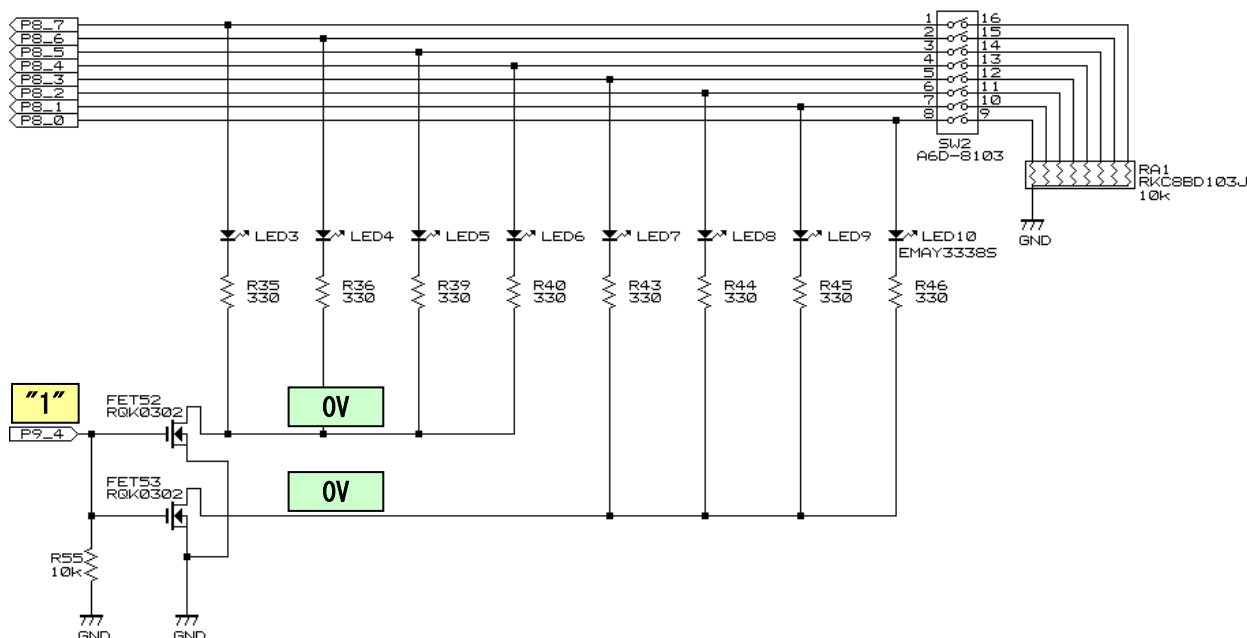 P8_7
P8_6
P8_5
P8_4
P8_3
P8_2
P8_1
P8_0
1 16
2 15
3 14
4 13
5 12
6 11
7 10
8 9
SW2
A6D-8103
RA1
RKC8BD103J
10k
GND
LED3
LED4
LED5
LED6
LED7
LED8
LED9
LED10
EMAY3338S
R35
330
R36
330
R39
330
R40
330
R43
330
R44
330
R45
330
R46
330
"1"
P9_4
FET52
RQK0302
0V
FET53
RQK0302
0V
R55
10k
GND
GND